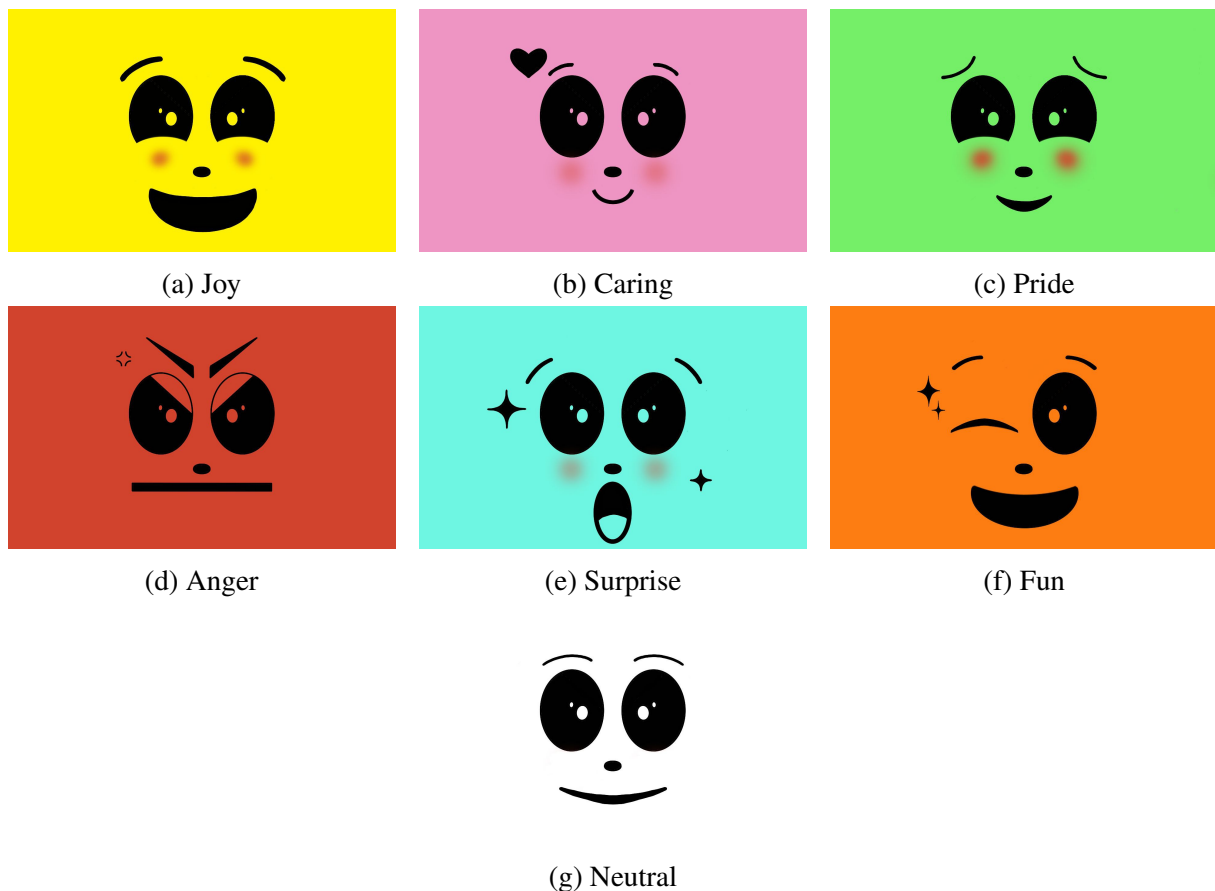 (a) Joy
(b) Caring
(c) Pride
(d) Anger
(e) Surprise
(f) Fun
(g) Neutral